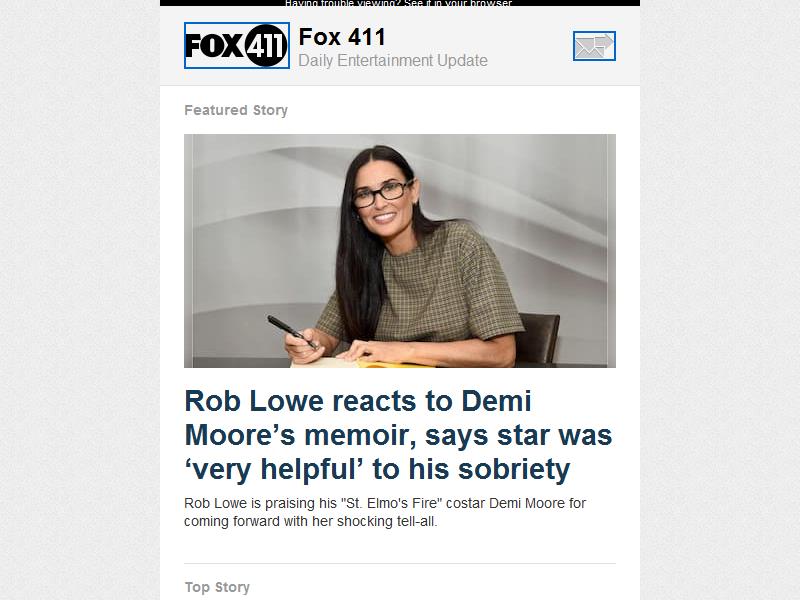 Having trouble viewing? See it in your browser
FOX 411
Fox 411
Daily Entertainment Update
Featured Story
Rob Lowe reacts to Demi
Moore’s memoir, says star was
‘very helpful’ to his sobriety
Rob Lowe is praising his "St. Elmo's Fire" costar Demi Moore for
coming forward with her shocking tell-all.
Top Story